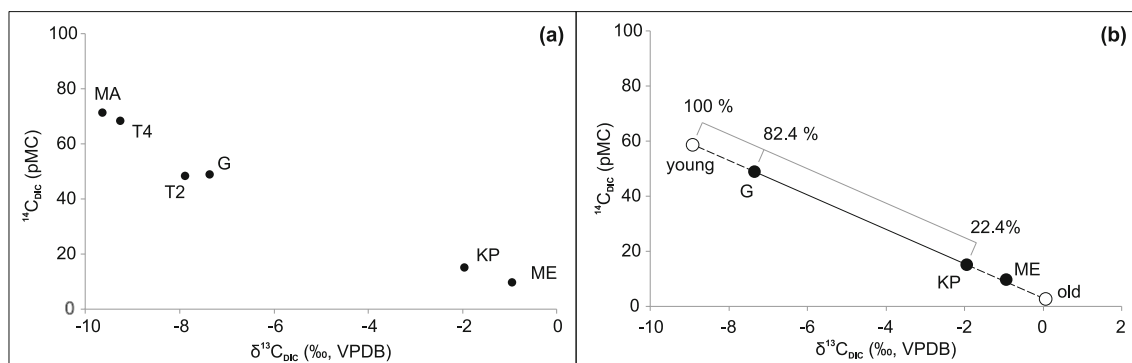 (a)
100
80
60
40
20
0
¹⁴C_DIC (pMC)
MA
T4
T2
G
KP
ME
-10 -8 -6 -4 -2 0
δ¹³C_DIC (‰, VPDB)
(b)
100
80
60
40
20
0
¹⁴C_DIC (pMC)
100 %
82.4 %
young
G
22.4%
KP
ME
old
-10 -8 -6 -4 -2 0 2
δ¹³C_DIC (‰, VPDB)